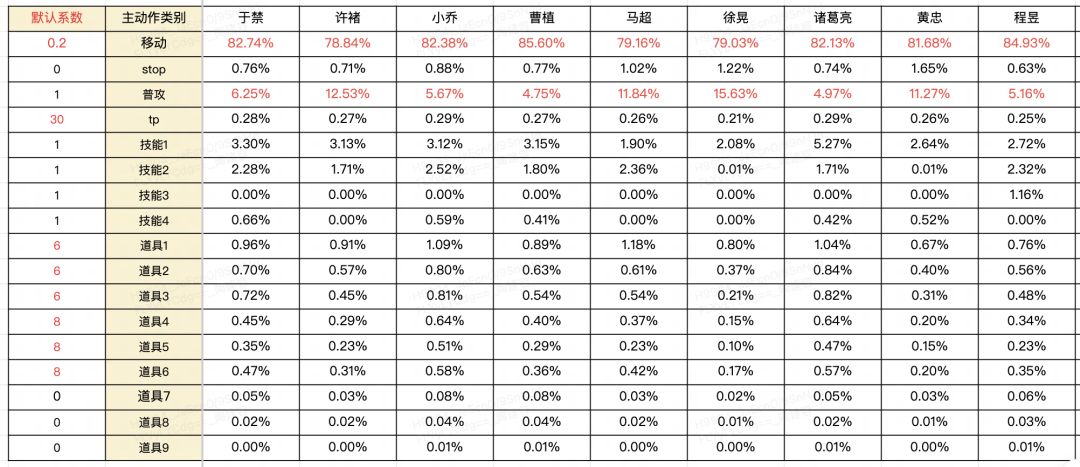 默认系数 主动作类别 于禁 许褚 小乔 曹植 马超 徐晃 诸葛亮 黄忠 程昱
0.2 移动 82.74% 78.84% 82.38% 85.60% 79.16% 79.03% 82.13% 81.68% 84.93%
0 stop 0.76% 0.71% 0.88% 0.77% 1.02% 1.22% 0.74% 1.65% 0.63%
1 普攻 6.25% 12.53% 5.67% 4.75% 11.84% 15.63% 4.97% 11.27% 5.16%
30 tp 0.28% 0.27% 0.29% 0.27% 0.26% 0.21% 0.29% 0.26% 0.25%
1 技能1 3.30% 3.13% 3.12% 3.15% 1.90% 2.08% 5.27% 2.64% 2.72%
1 技能2 2.28% 1.71% 2.52% 1.80% 2.36% 0.01% 1.71% 0.01% 2.32%
1 技能3 0.00% 0.00% 0.00% 0.00% 0.00% 0.00% 0.00% 0.00% 1.16%
1 技能4 0.66% 0.00% 0.59% 0.41% 0.00% 0.00% 0.42% 0.52% 0.00%
6 道具1 0.96% 0.91% 1.09% 0.89% 1.18% 0.80% 1.04% 0.67% 0.76%
6 道具2 0.70% 0.57% 0.80% 0.63% 0.61% 0.37% 0.84% 0.40% 0.56%
6 道具3 0.72% 0.45% 0.81% 0.54% 0.54% 0.21% 0.82% 0.31% 0.48%
8 道具4 0.45% 0.29% 0.64% 0.40% 0.37% 0.15% 0.64% 0.20% 0.34%
8 道具5 0.35% 0.23% 0.51% 0.29% 0.23% 0.10% 0.47% 0.15% 0.23%
8 道具6 0.47% 0.31% 0.58% 0.36% 0.42% 0.17% 0.57% 0.20% 0.35%
0 道具7 0.05% 0.03% 0.08% 0.08% 0.03% 0.02% 0.05% 0.03% 0.06%
0 道具8 0.02% 0.02% 0.04% 0.04% 0.02% 0.01% 0.02% 0.01% 0.03%
0 道具9 0.00% 0.00% 0.01% 0.01% 0.00% 0.00% 0.01% 0.00% 0.01%